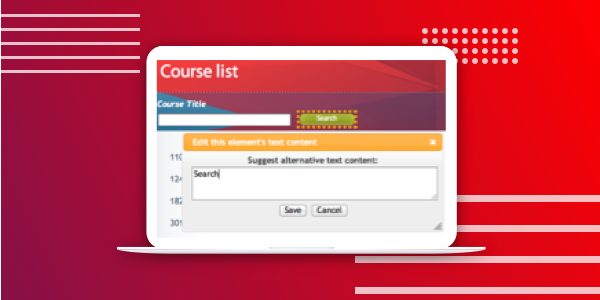 Course list
Course Title
Search
Edit this element's text content
Suggest alternative text content:
110
Search
124
182
Save Cancel
301